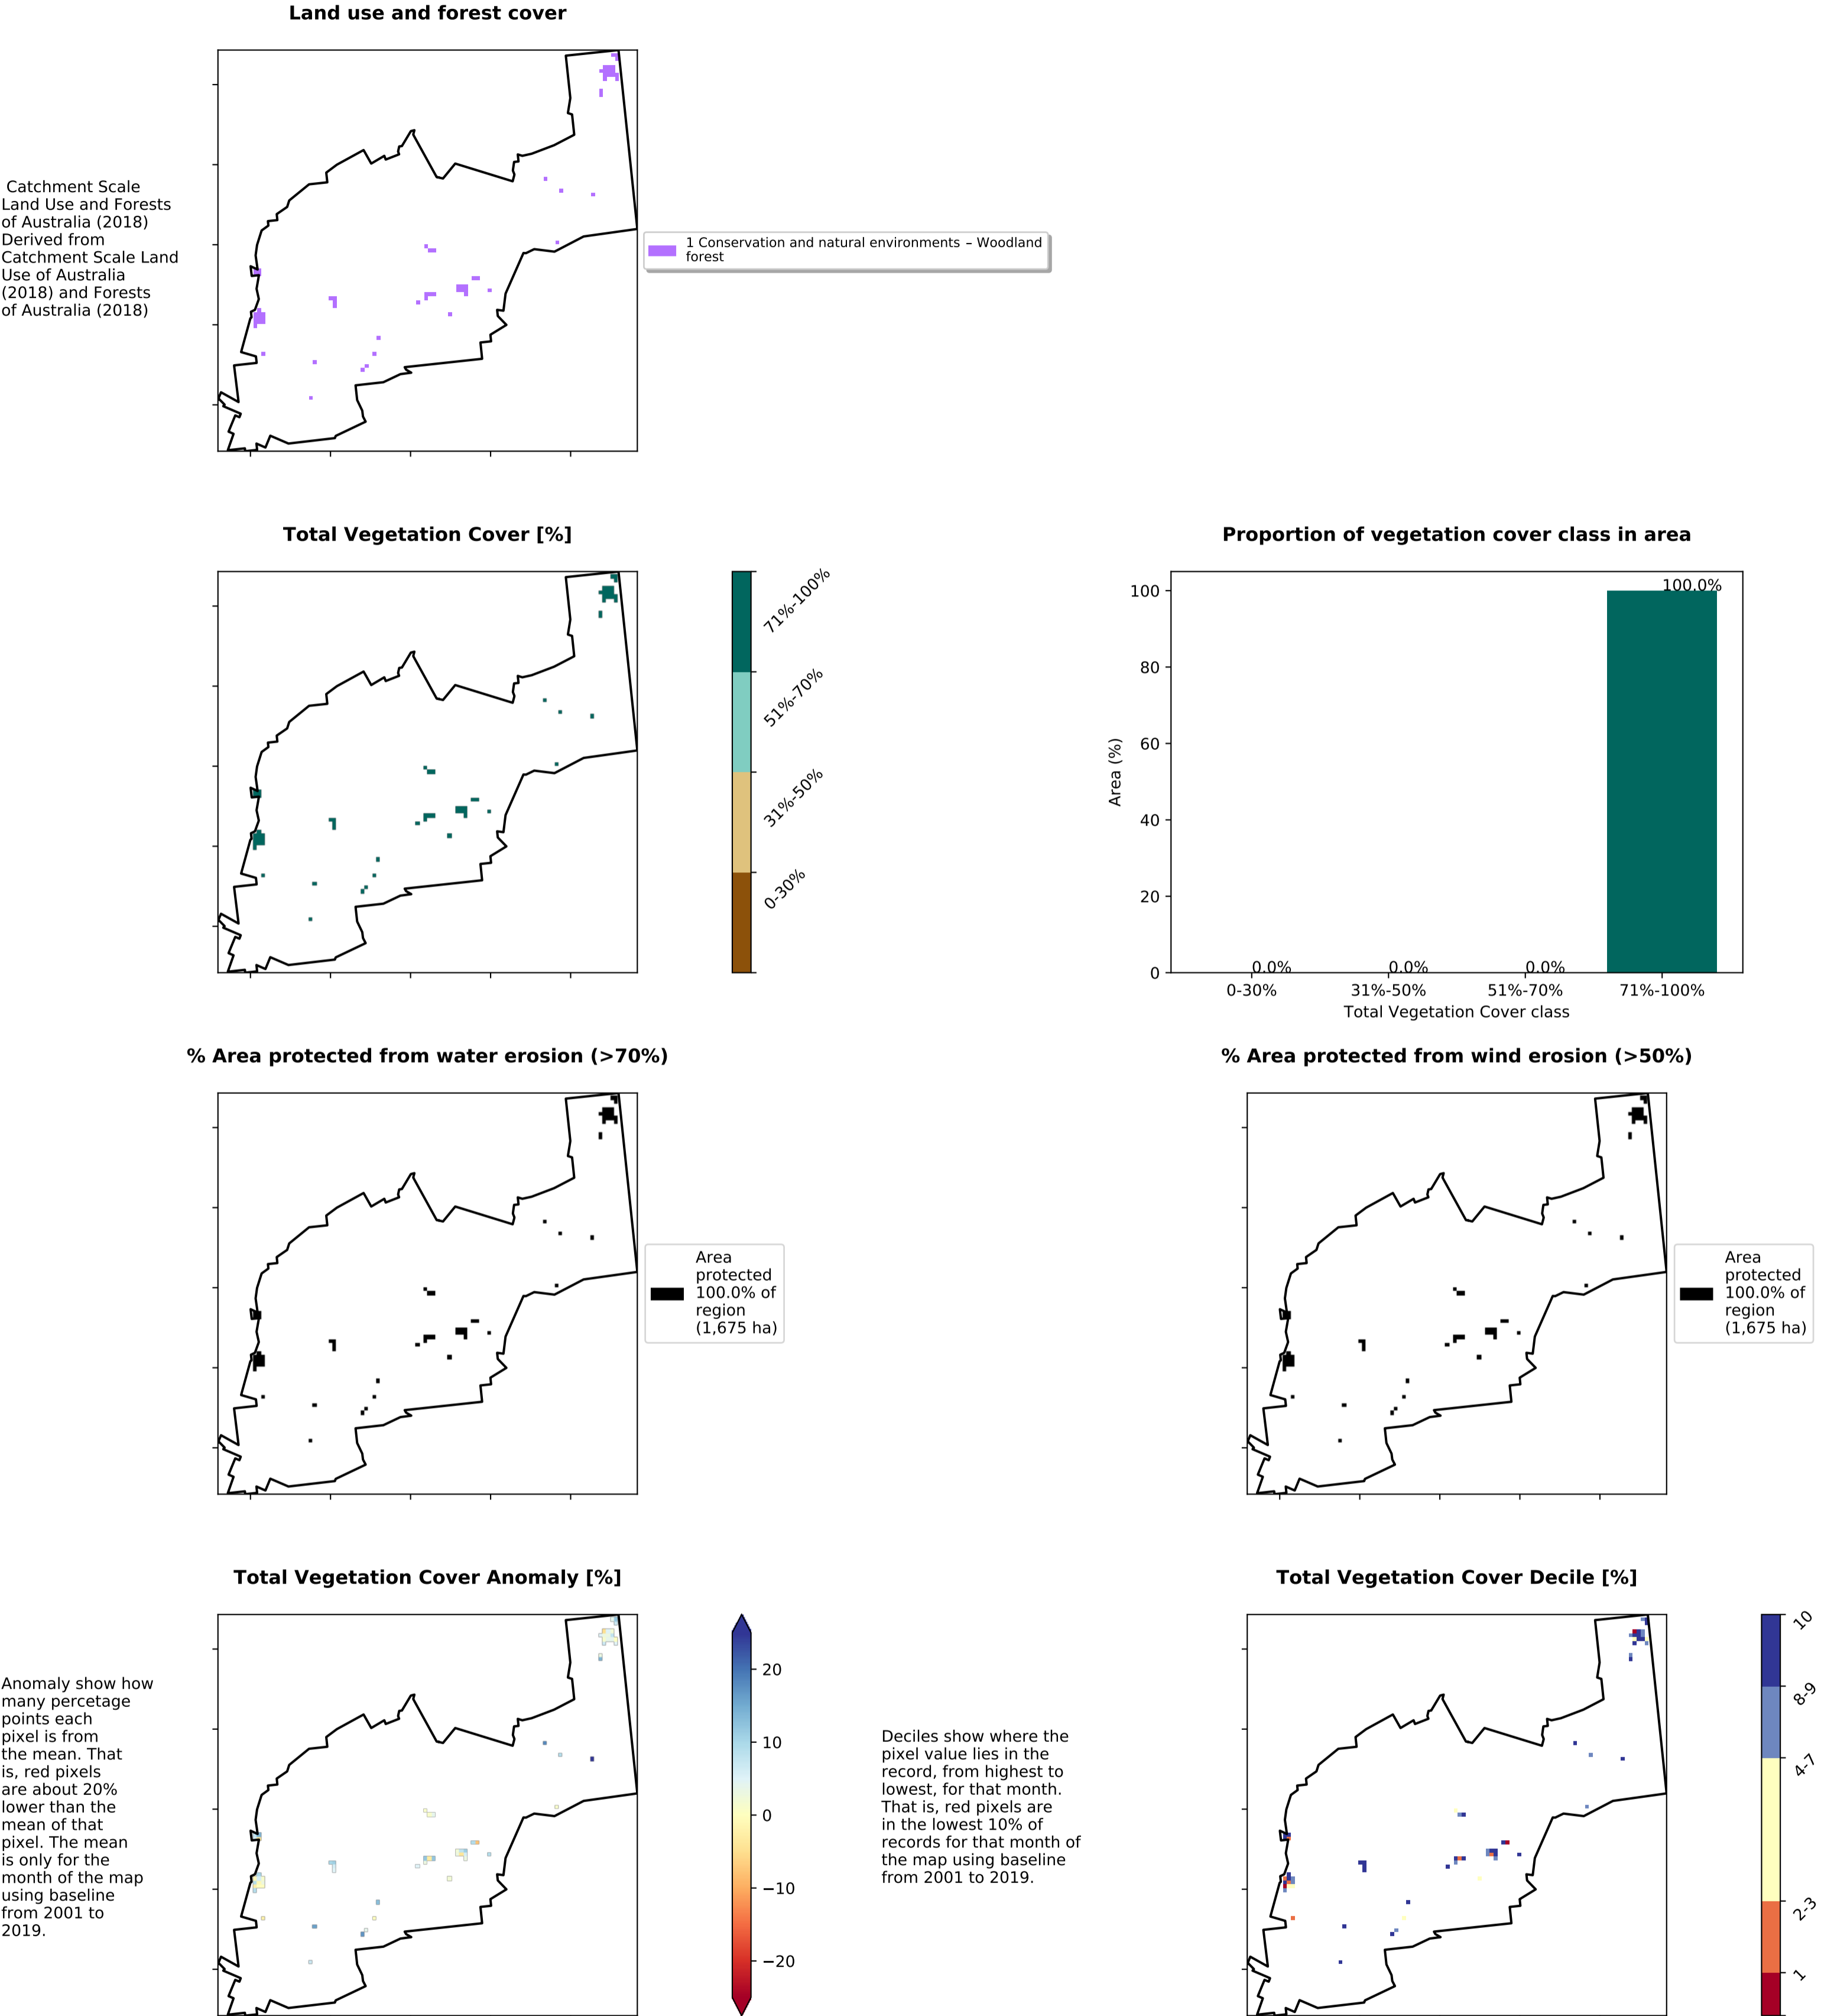 Land use and forest cover
Catchment Scale
Land Use and Forests
of Australia (2018)
Derived from
Catchment Scale Land
Use of Australia
(2018) and Forests
of Australia (2018)
1 Conservation and natural environments – Woodland
forest
Total Vegetation Cover [%]
71%-100%
51%-70%
31%-50%
0-30%
Proportion of vegetation cover class in area
100.0%
100
80
60
40
20
0
Area (%)
0.0%
0.0%
0.0%
0-30%
31%-50%
51%-70%
71%-100%
Total Vegetation Cover class
% Area protected from water erosion (>70%)
Area
protected
100.0% of
region
(1,675 ha)
% Area protected from wind erosion (>50%)
Area
protected
100.0% of
region
(1,675 ha)
Total Vegetation Cover Anomaly [%]
Anomaly show how
many percetage
points each
pixel is from
the mean. That
is, red pixels
are about 20%
lower than the
mean of that
pixel. The mean
is only for the
month of the map
using baseline
from 2001 to
2019.
20
10
0
−10
−20
Total Vegetation Cover Decile [%]
Deciles show where the
pixel value lies in the
record, from highest to
lowest, for that month.
That is, red pixels are
in the lowest 10% of
records for that month of
the map using baseline
from 2001 to 2019.
10
8-9
4-7
2-3
1